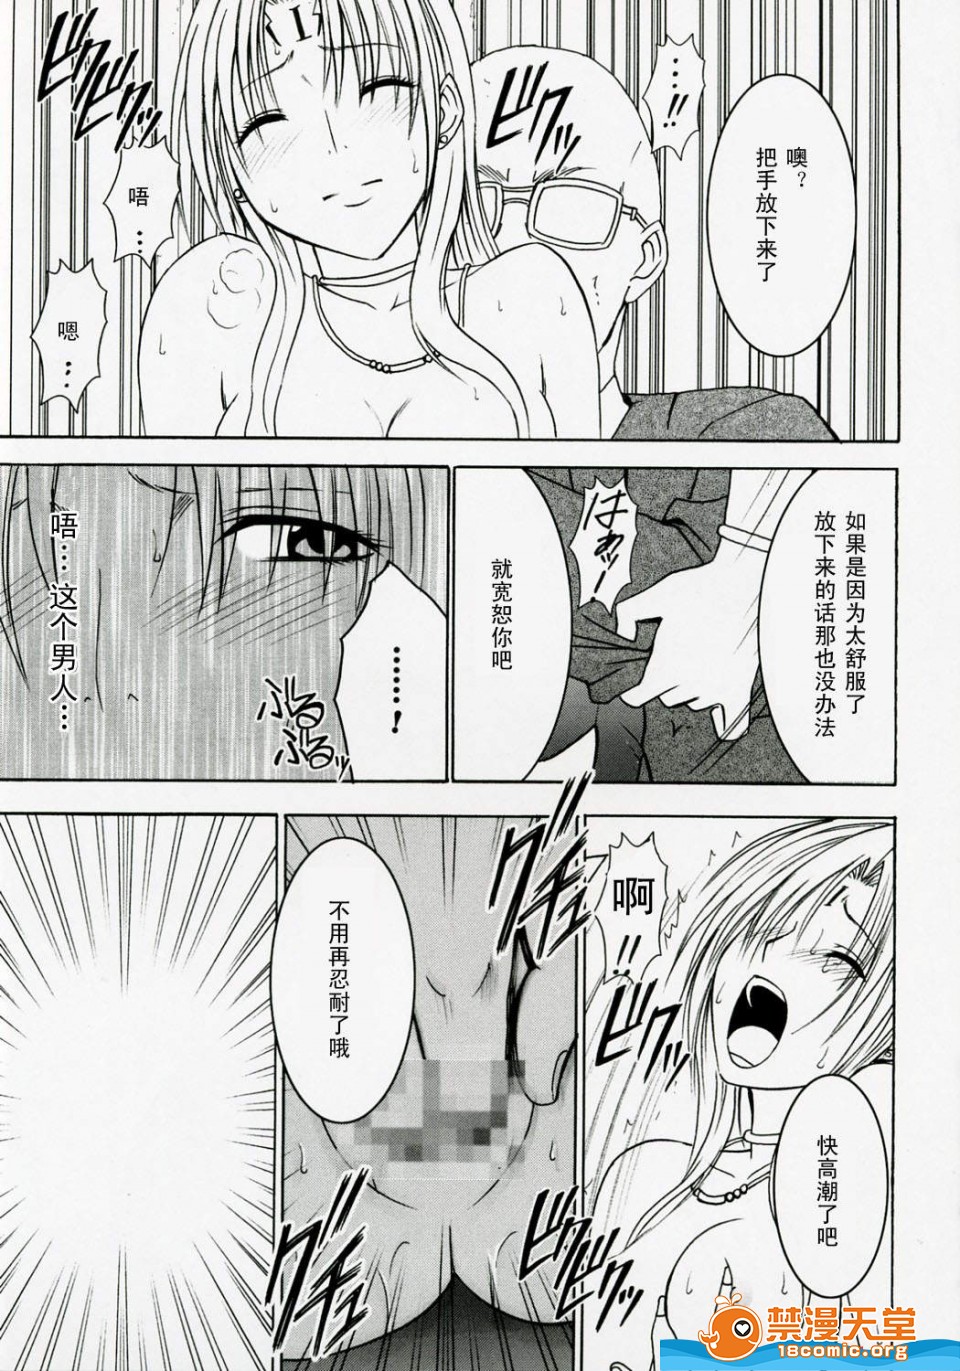 噢?
把手放下来了
…!!
ビクビクッ
ビクッ
唔…
嗯…
如果是因为太舒服了
放下来的话那也没办法
就宽恕你吧
はぁッー
……!
唔…这个男人…
ぶるぶるッ
啊!!
ビクッ
快高潮了吧
不用再忍耐了哦
グチュ
グチュ
ビクビクッ
I
禁漫天堂
18comic.org